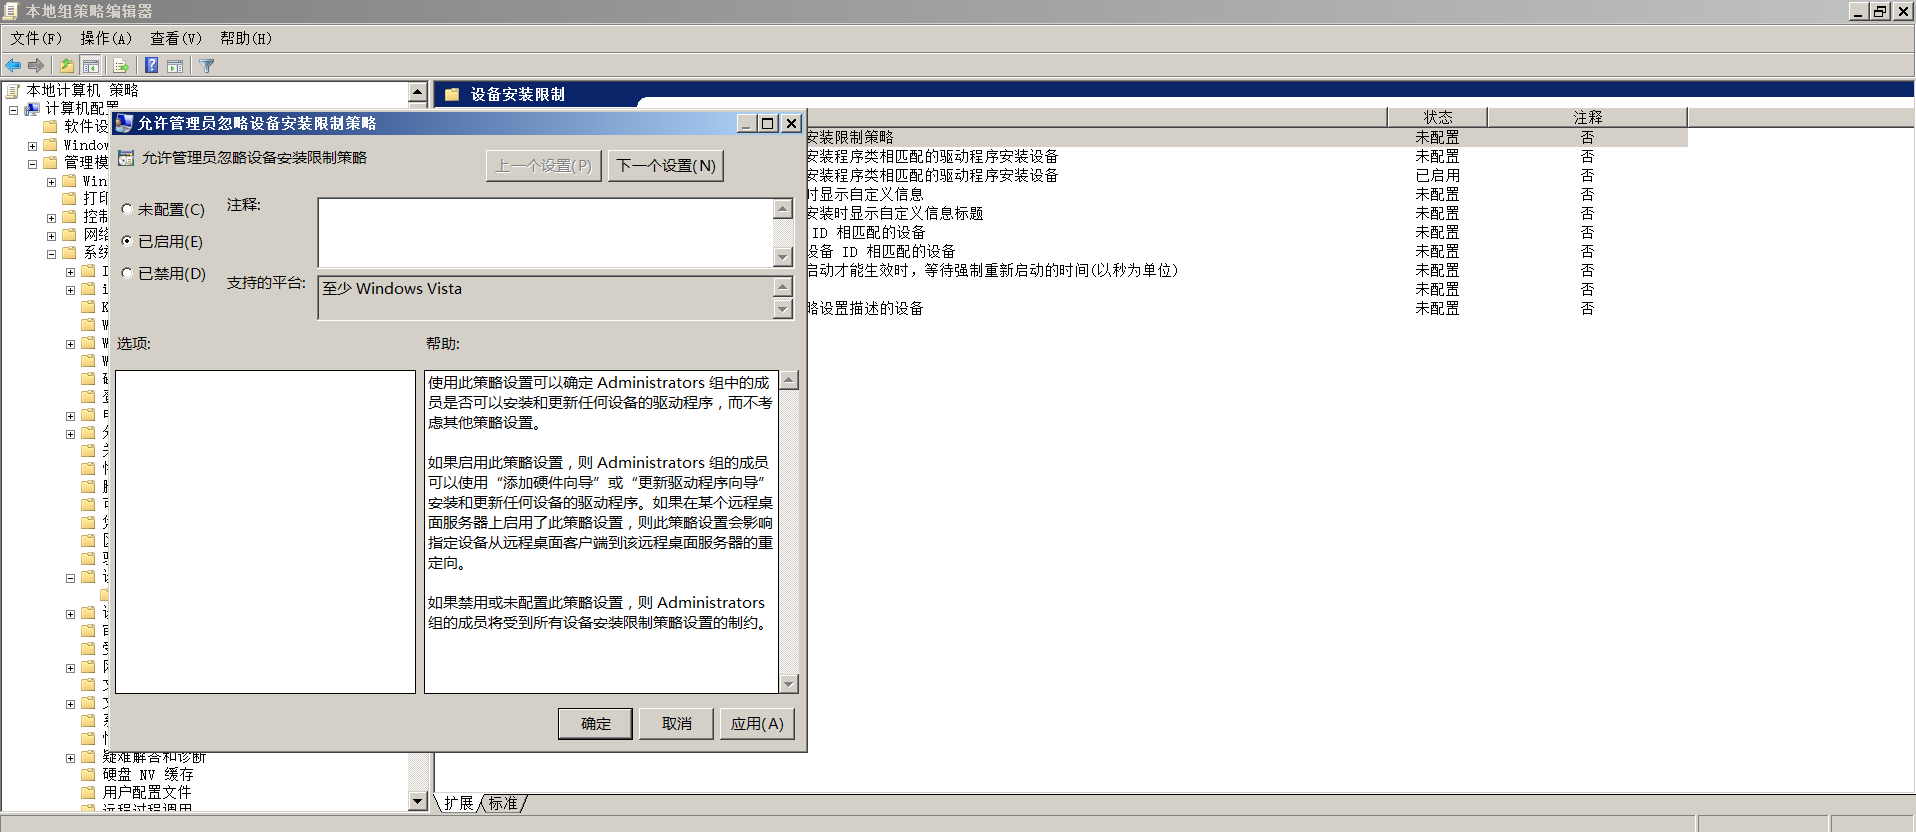 本地组策略编辑器
文件(F) 操作(A) 查看(V) 帮助(H)
本地计算机 策略
计算机配置
软件设
Window
管理模
Win
打印
控制
网络
系统
疑难解答和诊断
硬盘 NV 缓存
用户配置文件
远程过程调用
设备安装限制
状态 注释
安装限制策略 未配置 否
安装程序类相匹配的驱动程序安装设备 未配置 否
安装程序类相匹配的驱动程序安装设备 已启用 否
时显示自定义信息 未配置 否
安装时显示自定义信息标题 未配置 否
ID 相匹配的设备 未配置 否
设备 ID 相匹配的设备 未配置 否
启动才能生效时，等待强制重新启动的时间(以秒为单位) 未配置 否
未配置 否
略设置描述的设备 未配置 否
扩展 标准
允许管理员忽略设备安装限制策略
允许管理员忽略设备安装限制策略
上一个设置(P) 下一个设置(N)
未配置(C)
已启用(E)
已禁用(D)
注释:
支持的平台:
至少 Windows Vista
选项:
帮助:
使用此策略设置可以确定 Administrators 组中的成
员是否可以安装和更新任何设备的驱动程序，而不考
虑其他策略设置。
如果启用此策略设置，则 Administrators 组的成员
可以使用“添加硬件向导”或“更新驱动程序向导”
安装和更新任何设备的驱动程序。如果在某个远程桌
面服务器上启用了此策略设置，则此策略设置会影响
指定设备从远程桌面客户端到该远程桌面服务器的重
定向。
如果禁用或未配置此策略设置，则 Administrators
组的成员将受到所有设备安装限制策略设置的制约。
确定 取消 应用(A)